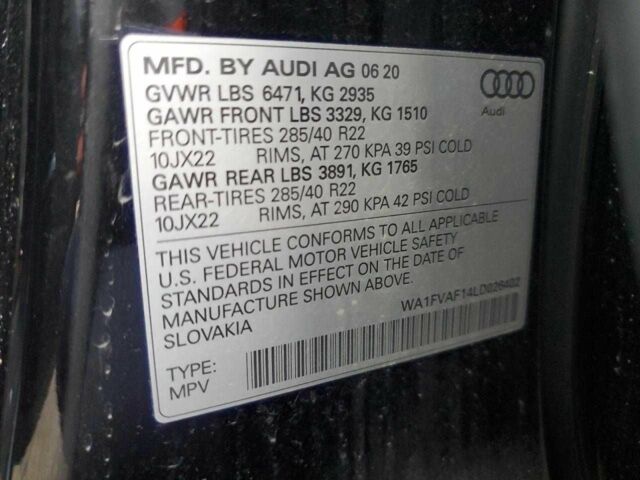 MFD. BY AUDI AG 06 20
GVWR LBS 6471, KG 2935
GAWR FRONT LBS 3329, KG 1510
FRONT-TIRES 285/40 R22
10JX22 RIMS, AT 270 KPA 39 PSI COLD
GAWR REAR LBS 3891, KG 1765
REAR-TIRES 285/40 R22
10JX22 RIMS, AT 290 KPA 42 PSI COLD
Audi
THIS VEHICLE CONFORMS TO ALL APPLICABLE
U.S. FEDERAL MOTOR VEHICLE SAFETY
STANDARDS IN EFFECT ON THE DATE OF
MANUFACTURE SHOWN ABOVE.
SLOVAKIA
WA1FVAF14LD026402
TYPE:
MPV